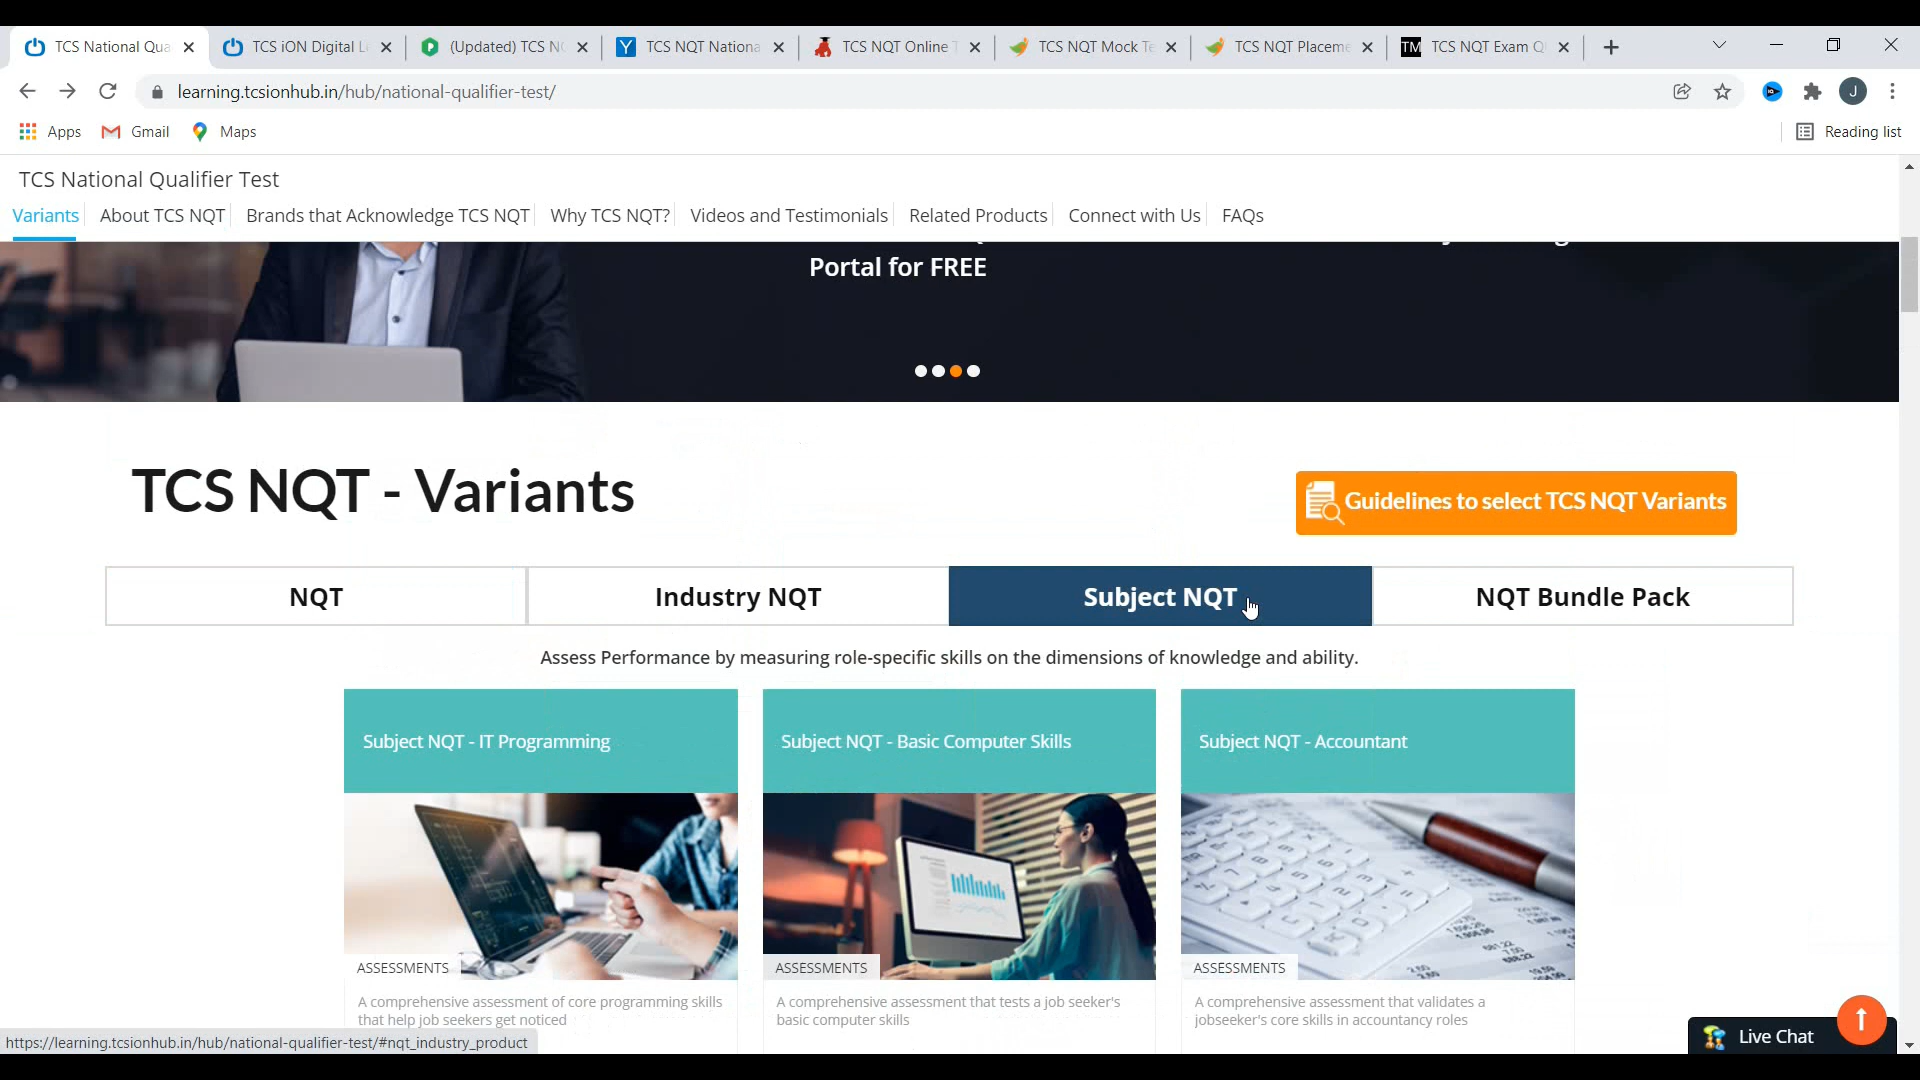 TCS National Qua
TCS iON Digital L
(Updated) TCS N
TCS NQT Nationa
TCS NQT Online T
TCS NQT Mock Te
TCS NQT Placeme
TM
TCS NQT Exam Q
learning.tcsionhub.in/hub/national-qualifier-test/
J
Apps
Gmail
Maps
Reading list
TCS National Qualifier Test
Variants
About TCS NQT
Brands that Acknowledge TCS NQT
Why TCS NQT?
Videos and Testimonials
Related Products
Connect with Us
FAQs
Portal for FREE
TCS NQT - Variants
Guidelines to select TCS NQT Variants
NQT
Industry NQT
Subject NQT
NQT Bundle Pack
Assess Performance by measuring role-specific skills on the dimensions of knowledge and ability.
Subject NQT - IT Programming
Subject NQT - Basic Computer Skills
Subject NQT - Accountant
ASSESSMENTS
ASSESSMENTS
ASSESSMENTS
A comprehensive assessment of core programming skills
that help job seekers get noticed
A comprehensive assessment that tests a job seeker's
basic computer skills
A comprehensive assessment that validates a
jobseeker's core skills in accountancy roles
https://learning.tcsionhub.in/hub/national-qualifier-test/#nqt_industry_product
Live Chat